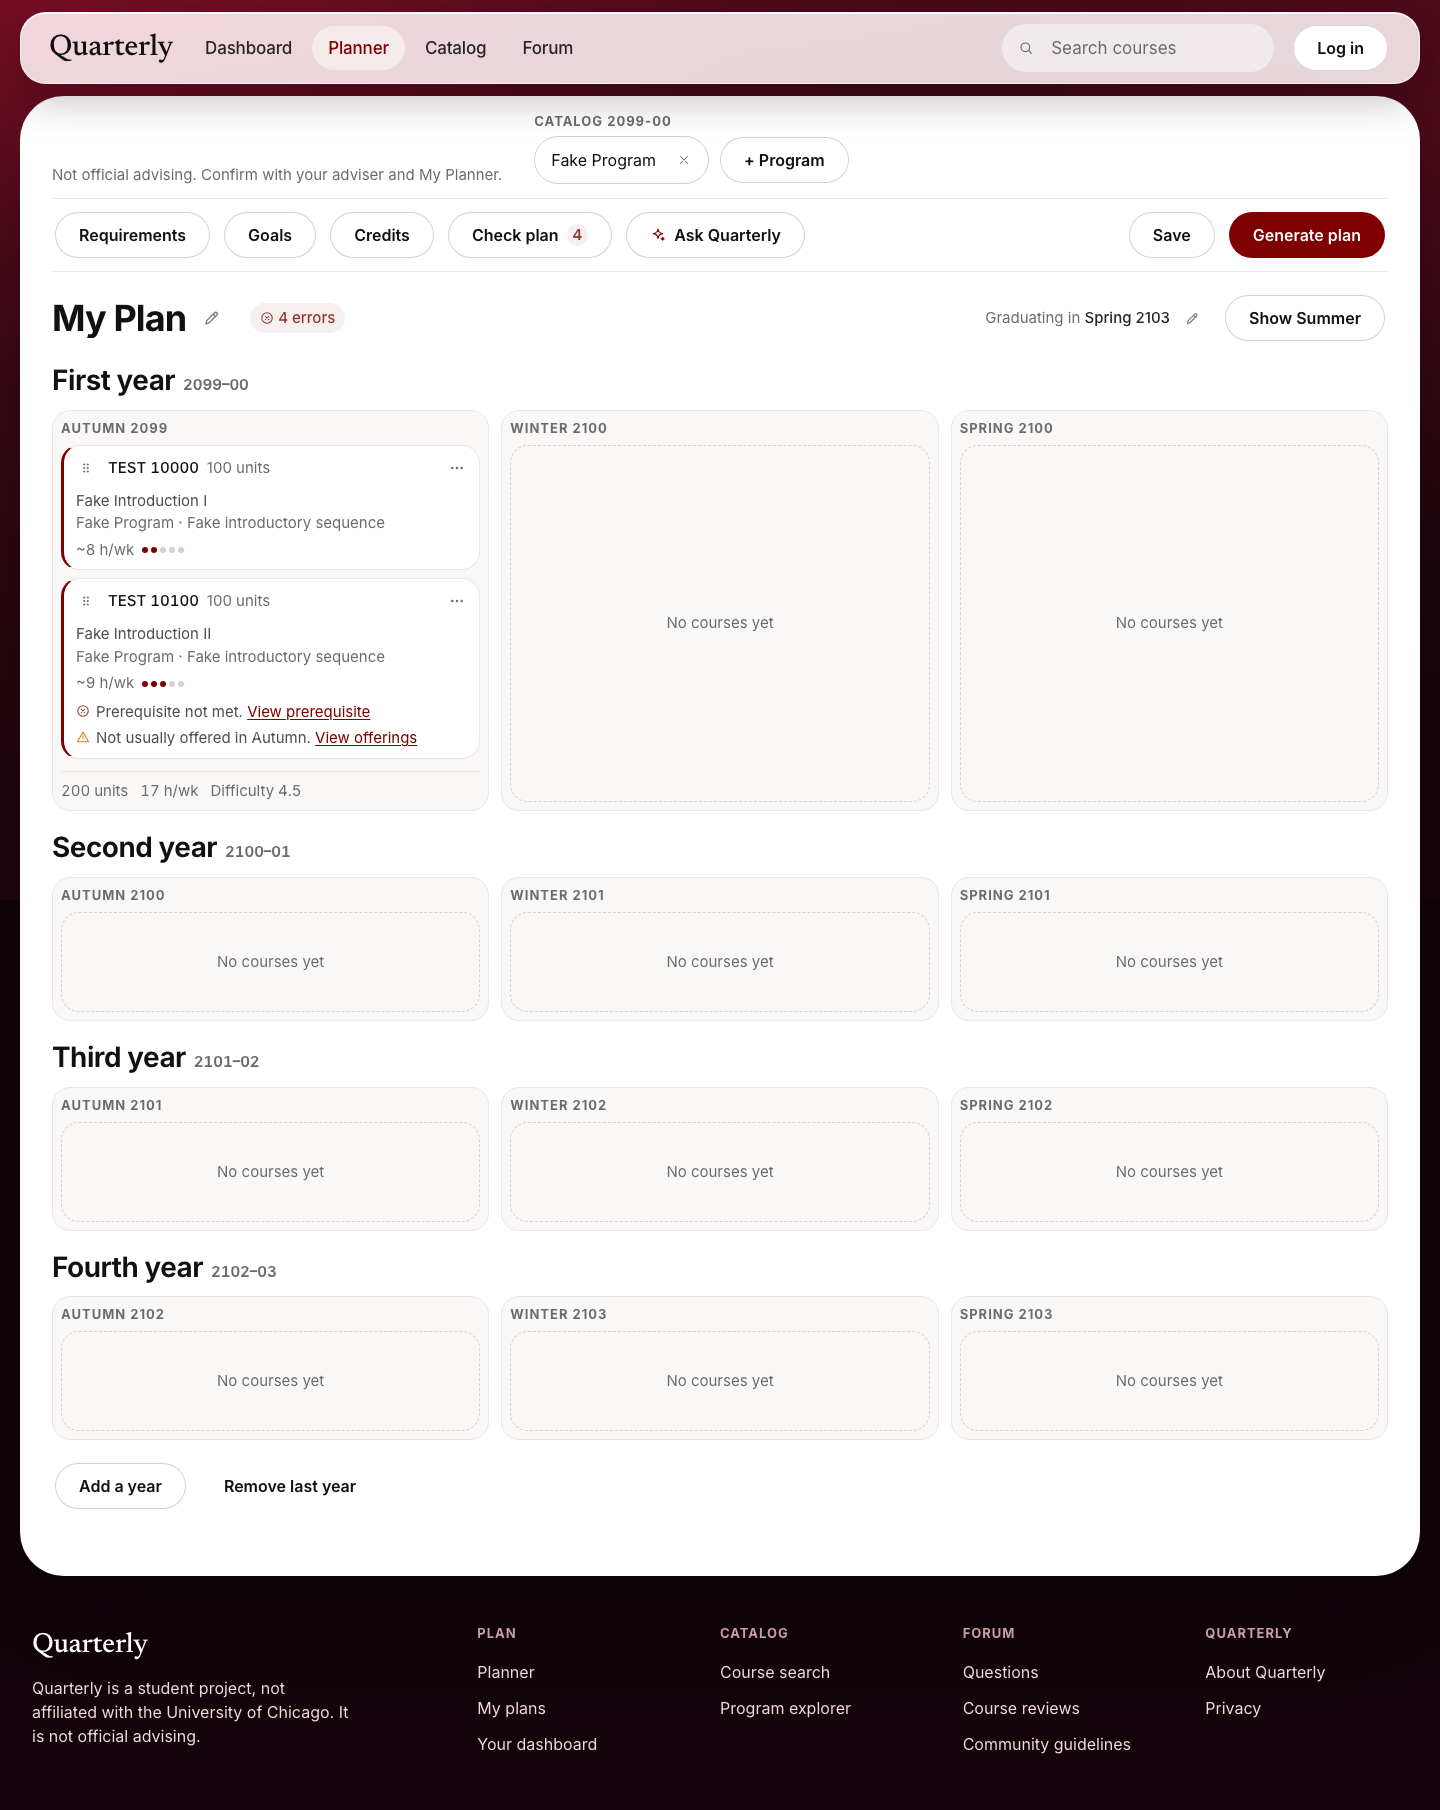 Quarterly
Dashboard
Planner
Catalog
Forum
Search courses
Log in
CATALOG 2099-00
Not official advising. Confirm with your adviser and My Planner.
Fake Program
+ Program
Requirements
Goals
Credits
Check plan 4
Ask Quarterly
Save
Generate plan
My Plan
4 errors
Graduating in Spring 2103
Show Summer
First year 2099–00
AUTUMN 2099
TEST 10000 100 units
Fake Introduction I
Fake Program · Fake introductory sequence
~8 h/wk
TEST 10100 100 units
Fake Introduction II
Fake Program · Fake introductory sequence
~9 h/wk
Prerequisite not met. View prerequisite
Not usually offered in Autumn. View offerings
200 units 17 h/wk Difficulty 4.5
WINTER 2100
No courses yet
SPRING 2100
No courses yet
Second year 2100–01
AUTUMN 2100
No courses yet
WINTER 2101
No courses yet
SPRING 2101
No courses yet
Third year 2101–02
AUTUMN 2101
No courses yet
WINTER 2102
No courses yet
SPRING 2102
No courses yet
Fourth year 2102–03
AUTUMN 2102
No courses yet
WINTER 2103
No courses yet
SPRING 2103
No courses yet
Add a year
Remove last year
Quarterly
Quarterly is a student project, not
affiliated with the University of Chicago. It
is not official advising.
PLAN
Planner
My plans
Your dashboard
CATALOG
Course search
Program explorer
FORUM
Questions
Course reviews
Community guidelines
QUARTERLY
About Quarterly
Privacy